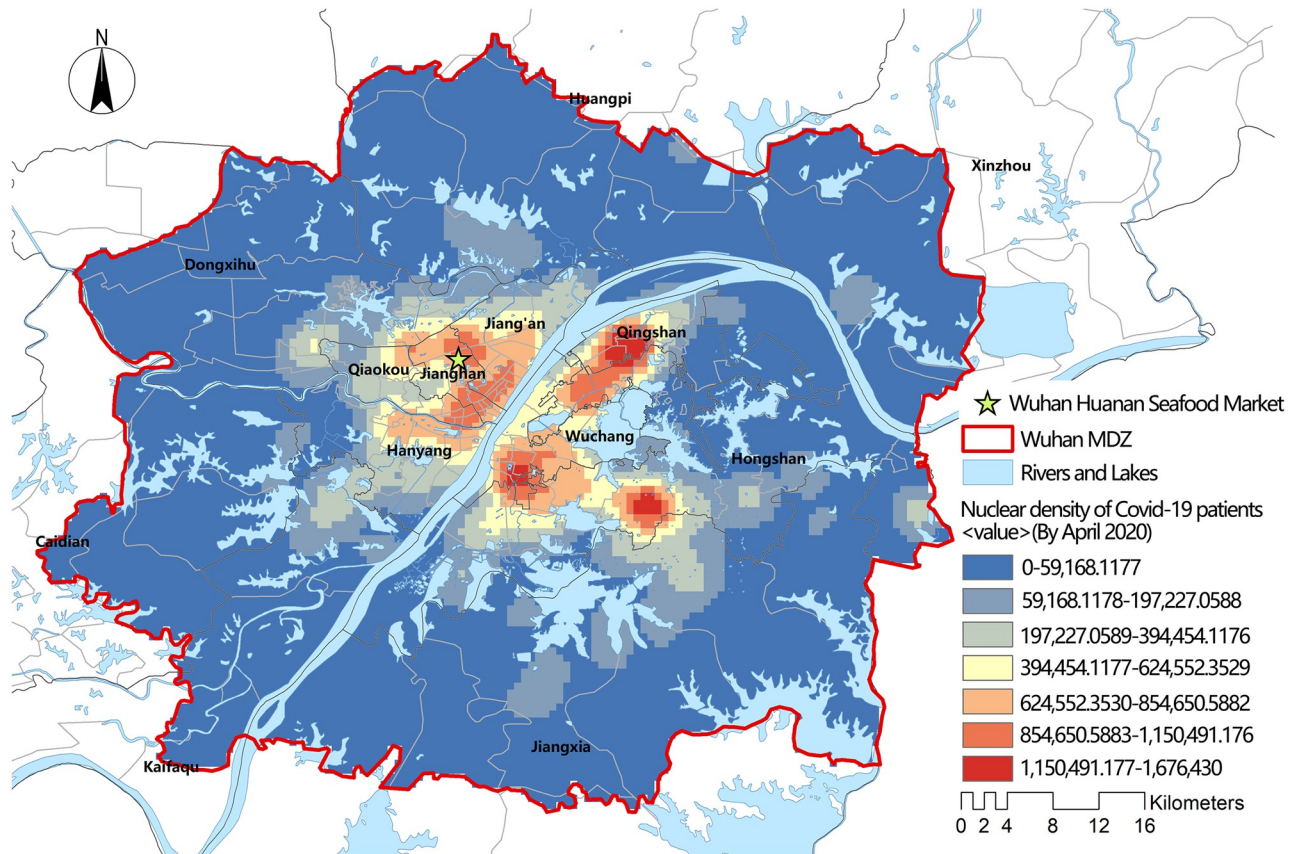 N
Huangpi
Xinzhou
Dongxihu
Jiang'an
Qingshan
Qiaokou
Jianghan
Wuchang
Hanyang
Hongshan
Caidian
Jiangxia
Kaifaqu
Wuhan Huanan Seafood Market
Wuhan MDZ
Rivers and Lakes
Nuclear density of Covid-19 patients
<value>(By April 2020)
0-59,168.1177
59,168.1178-197,227.0588
197,227.0589-394,454.1176
394,454.1177-624,552.3529
624,552.3530-854,650.5882
854,650.5883-1,150,491.176
1,150,491.177-1,676,430
Kilometers
0 2 4 8 12 16